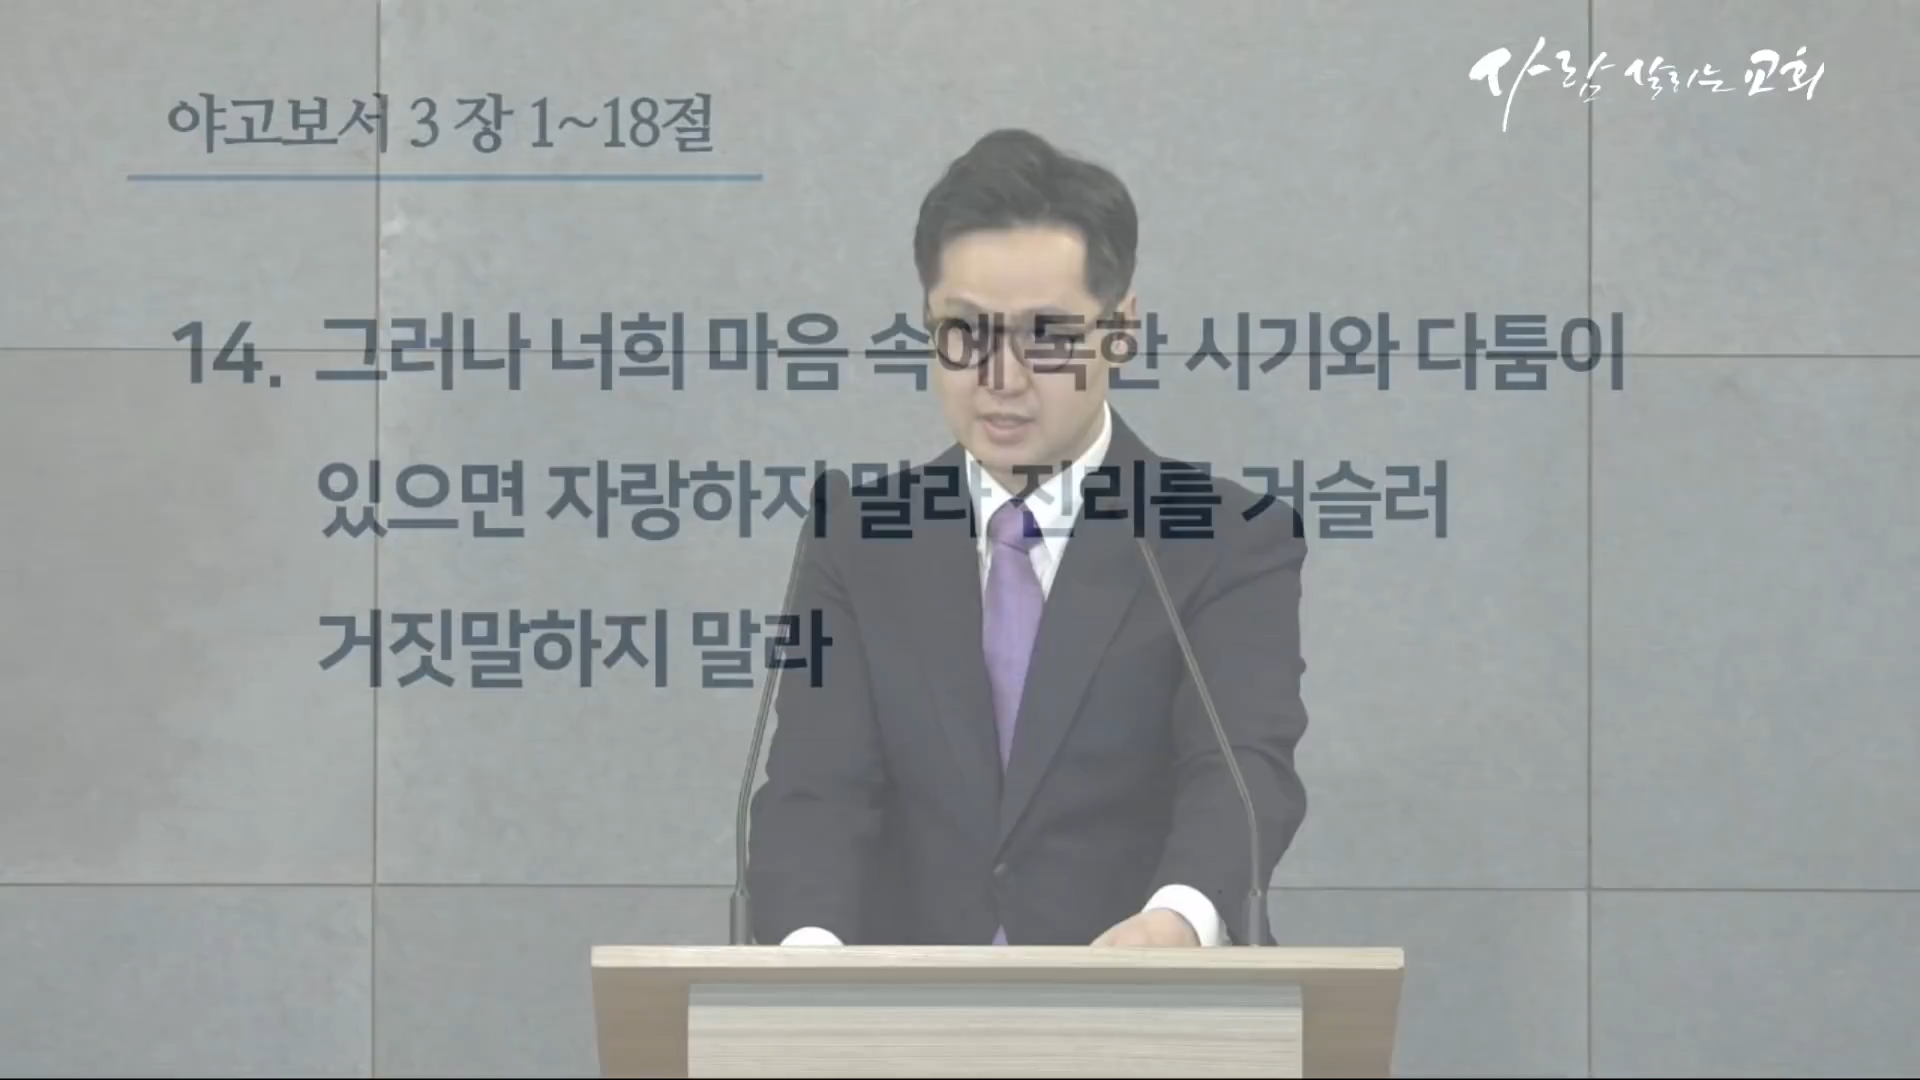 사람 살리는 교회
야고보서 3 장 1~18절
14. 그러나 너희 마음 속에 독한 시기와 다툼이
있으면 자랑하지 말라 진리를 거슬러
거짓말하지 말라